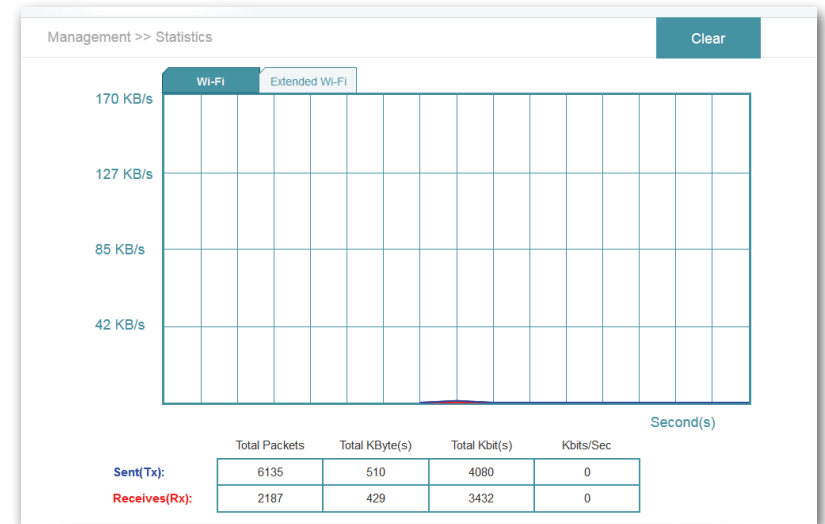 Management >> Statistics Clear
Wi-Fi Extended Wi-Fi
170 KB/s
127 KB/s
85 KB/s
42 KB/s
Second(s)
Total Packets Total KByte(s) Total Kbit(s) Kbits/Sec
Sent(Tx): 6135 510 4080 0
Receives(Rx): 2187 429 3432 0